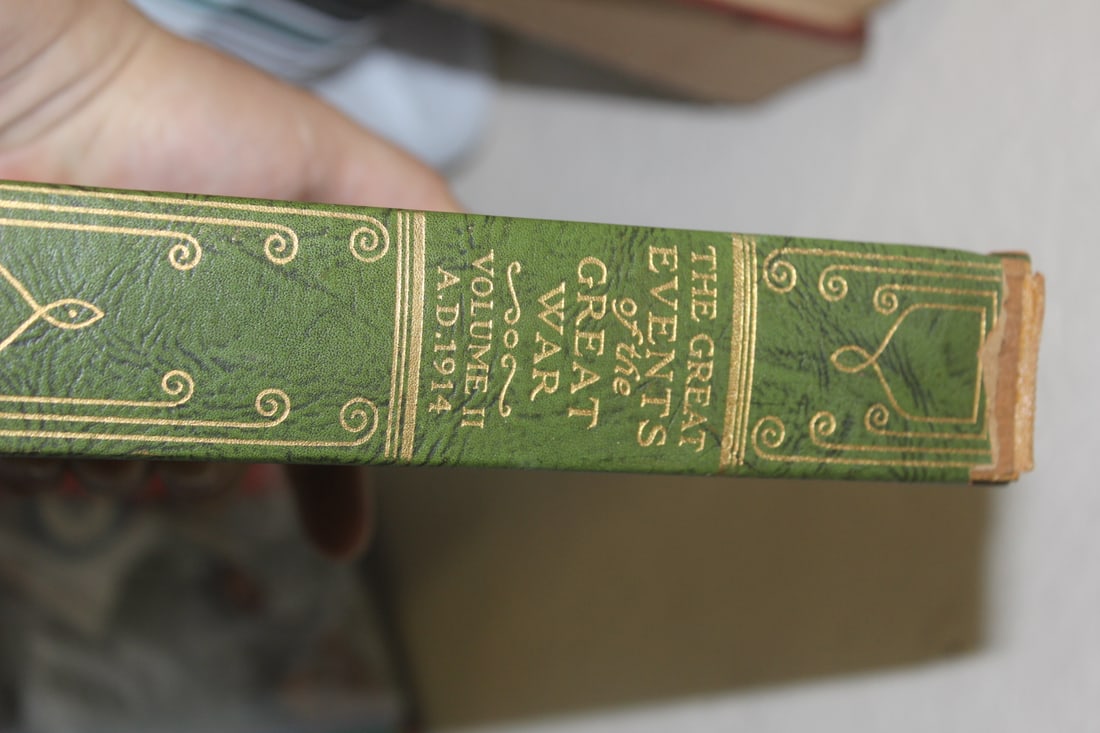 THE GREAT
EVENTS
of the
GREAT
WAR
VOLUME II
A.D. 1914